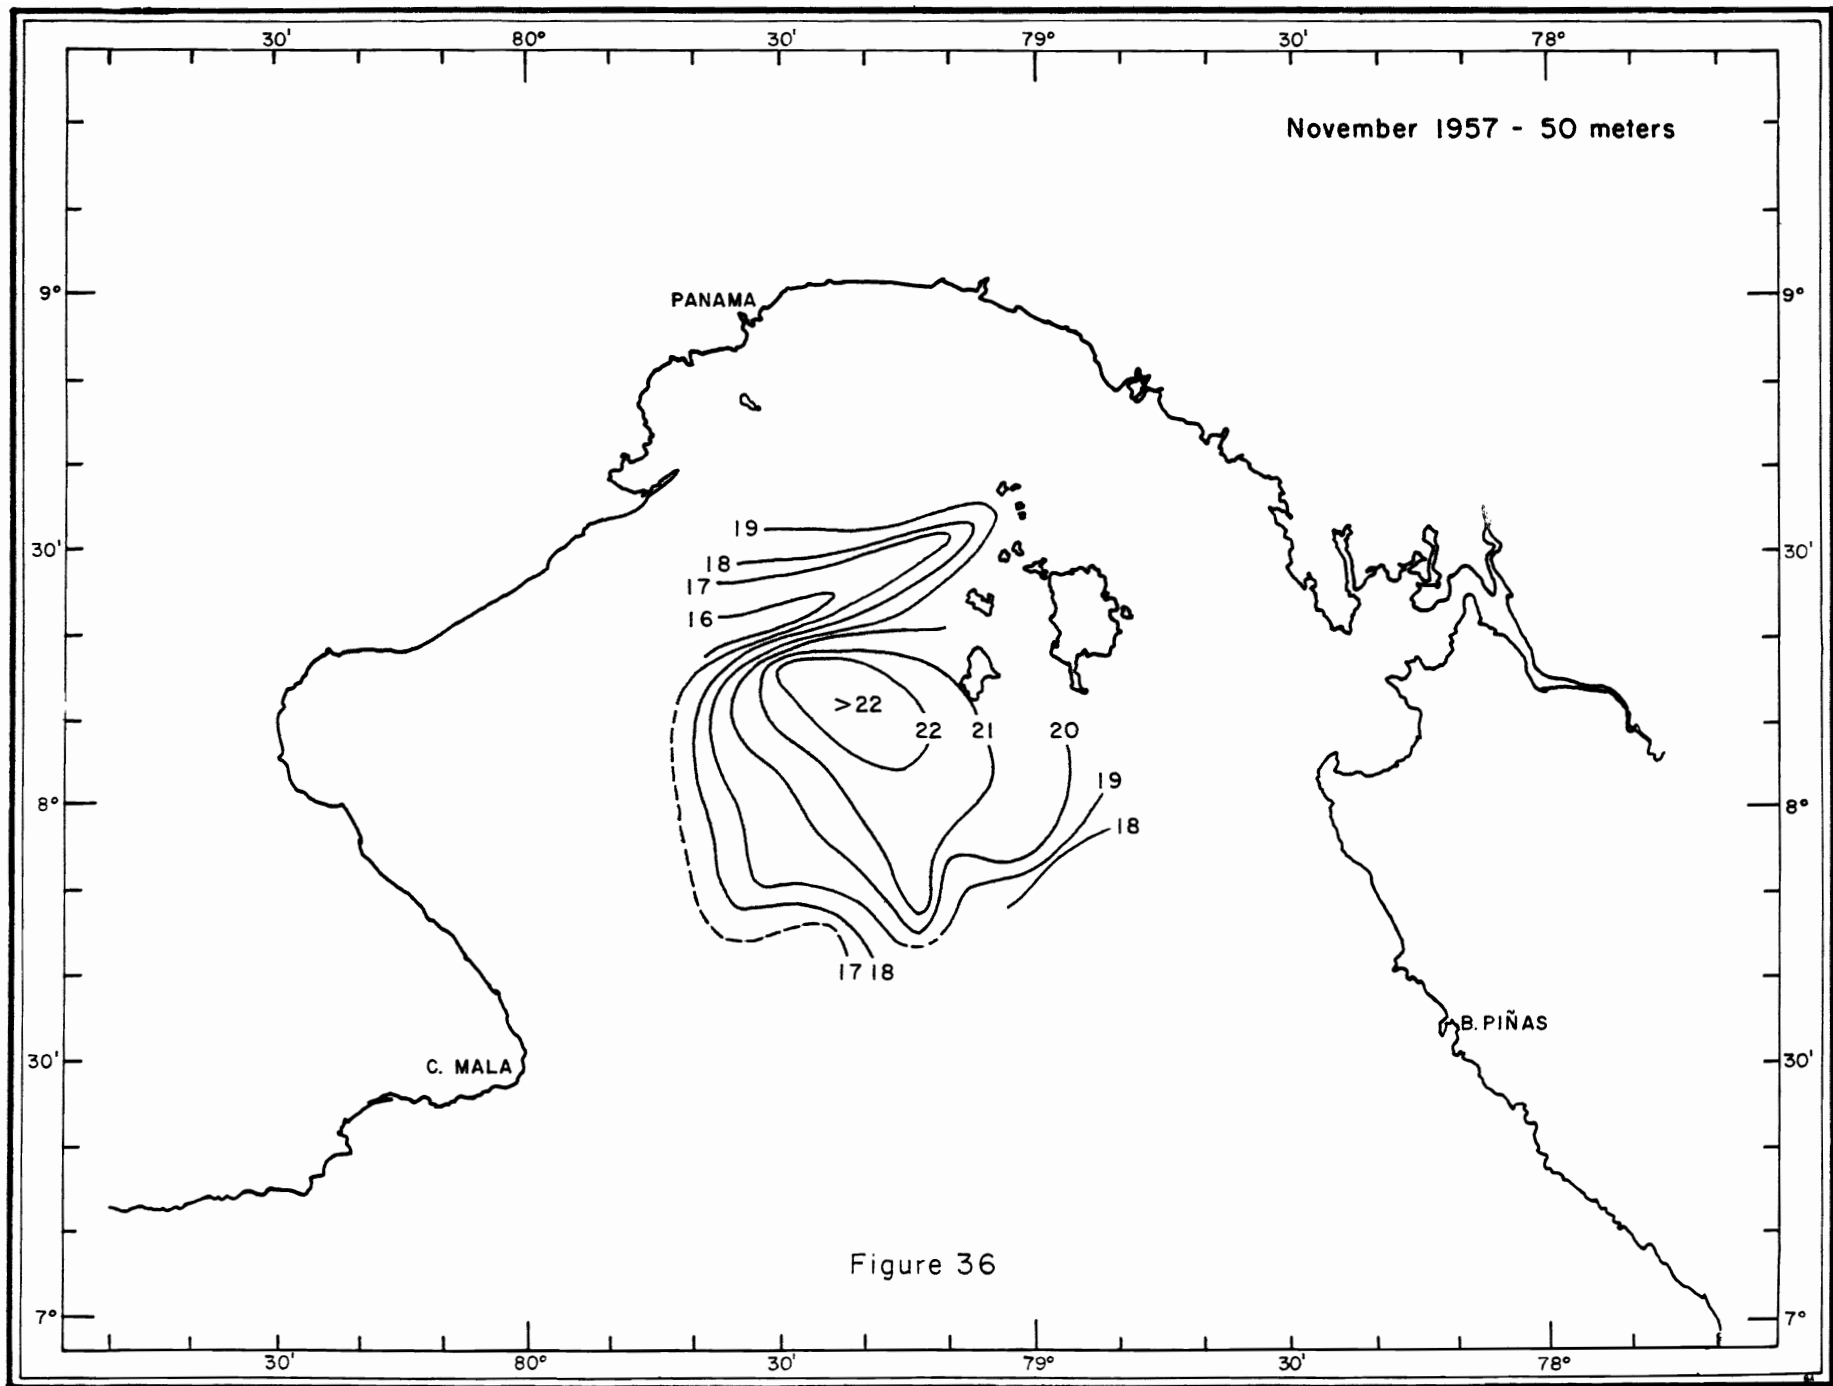 30' 80° 30' 79° 30' 78°
November 1957 - 50 meters
9° 9°
PANAMA
19
30' 30'
18
17
16
>22
22 21 20
19
8° 8°
18
17 18
B. PIÑAS
30' 30'
C. MALA
Figure 36
7° 7°
30' 80° 30' 79° 30' 78°